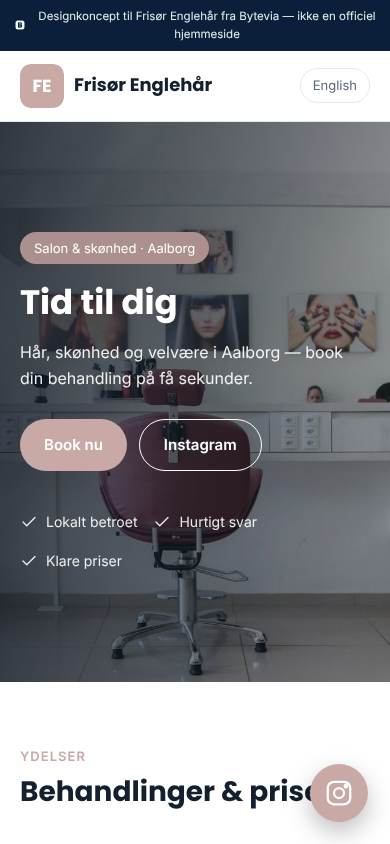 Designkoncept til Frisør Englehår fra Bytevia — ikke en officiel
hjemmeside
FE Frisør Englehår English
Salon & skønhed · Aalborg
Tid til dig
Hår, skønhed og velvære i Aalborg — book
din behandling på få sekunder.
Book nu Instagram
Lokalt betroet Hurtigt svar
Klare priser
YDELSER
Behandlinger &